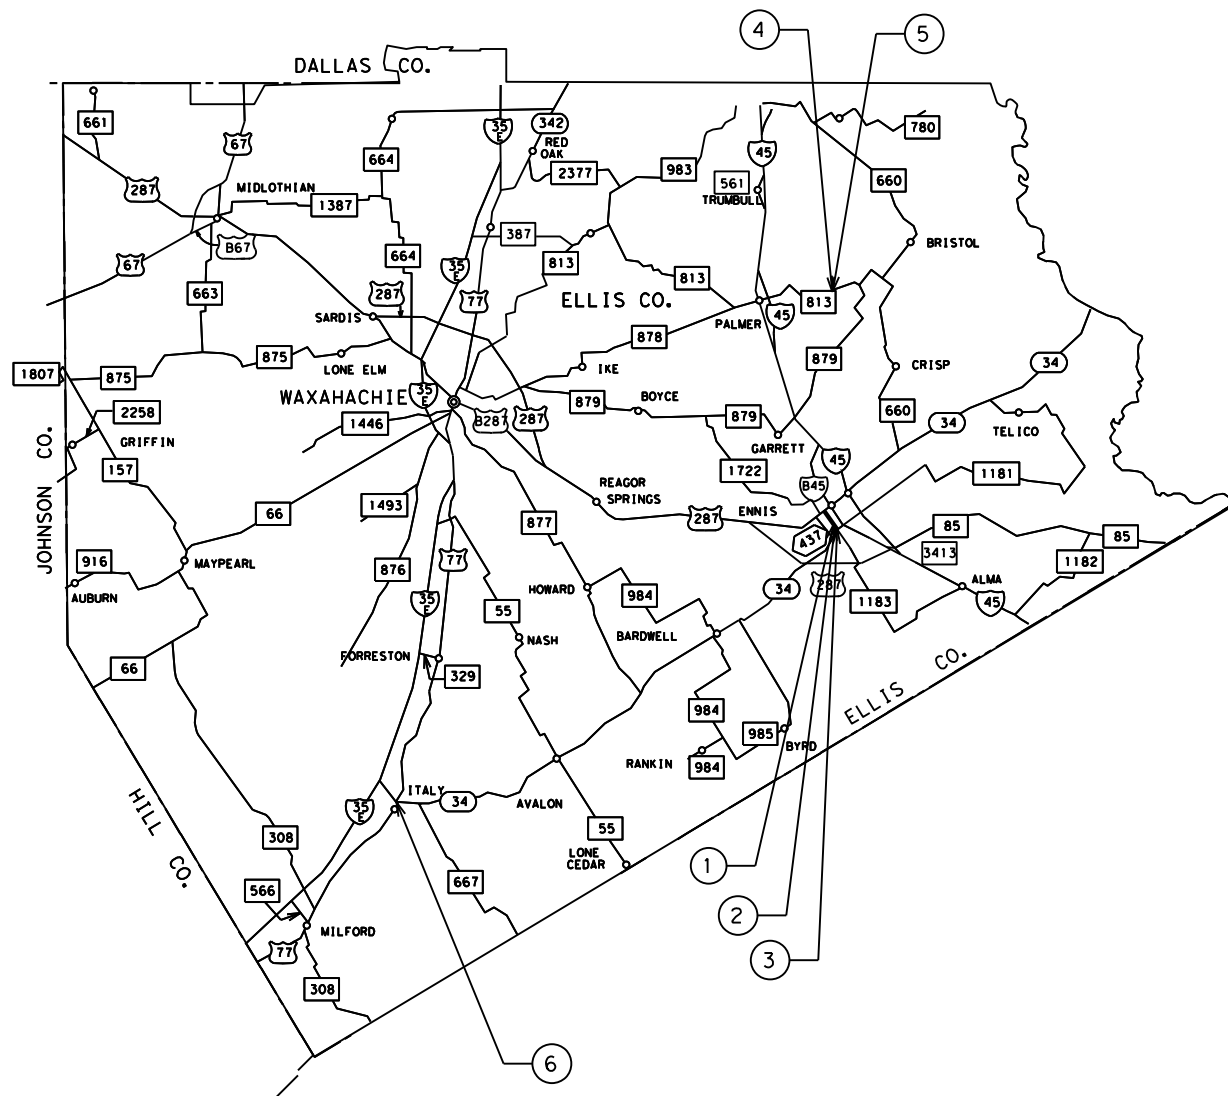 4
5
DALLAS CO.
661
67
35
E
342
RED
OAK
780
45
664
2377
983
561
TRUMBULL
660
287
MIDLOTHIAN
1387
B67
387
BRISTOL
67
664
813
35
E
663
287
77
ELLIS CO.
813
813
SARDIS
45
PALMER
878
879
875
875
LONE ELM
IKE
CRISP
34
1807
WAXAHACHIE
35
E
BOYCE
879
879
660
2258
GRIFFIN
1446
B287
287
34
TELICO
GARRETT
45
157
1722
1181
JOHNSON CO.
REAGOR
SPRINGS
B45
1493
66
877
287
ENNIS
85
85
437
916
MAYPEARL
77
3413
1182
876
AUBURN
HOWARD
984
34
287
1183
ALMA
45
35
E
55
NASH
BARDWELL
FORRESTON
66
329
ELLIS CO.
984
985
BYRD
RANKIN
984
ITALY
34
AVALON
35
E
HILL CO.
308
55
LONE
CEDAR
1
566
667
2
MILFORD
77
3
308
6